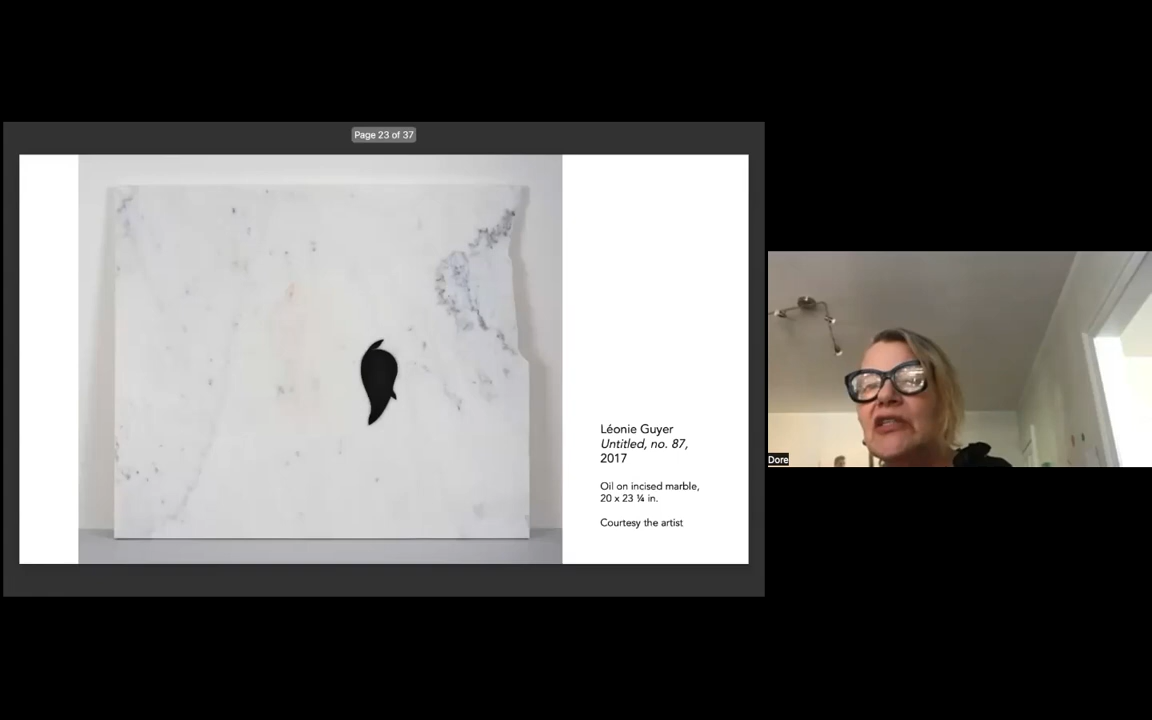 Page 23 of 37
Léonie Guyer
Untitled, no. 87,
2017
Oil on incised marble,
20 x 23 ¼ in.
Courtesy the artist
Dore